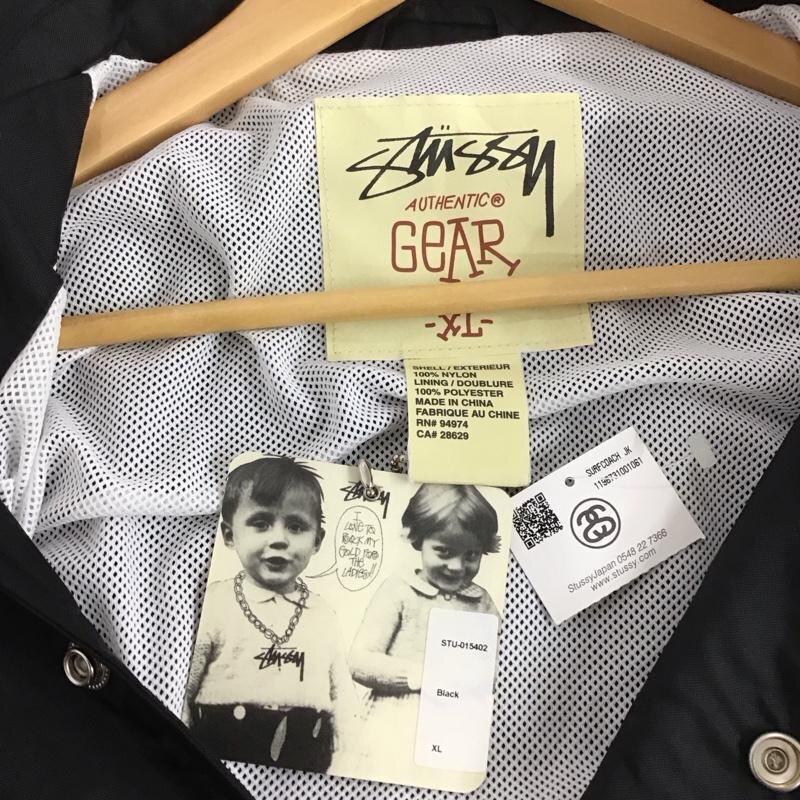 STÜSSY
AUTHENTIC®
GEAR
-XL-
SHELL / EXTERIEUR
100% NYLON
LINING / DOUBLURE
100% POLYESTER
MADE IN CHINA
FABRIQUE AU CHINE
RN# 94974
CA# 28629
STÜSSY
I
LOVE TO
ROCK MY
GOLD FOR
THE
LADIES!!
STÜSSY
STU-015402
Black
XL
SURFCOACH JK
1196731001061
StussyJapan 0548 22 7366
www.stussy.com